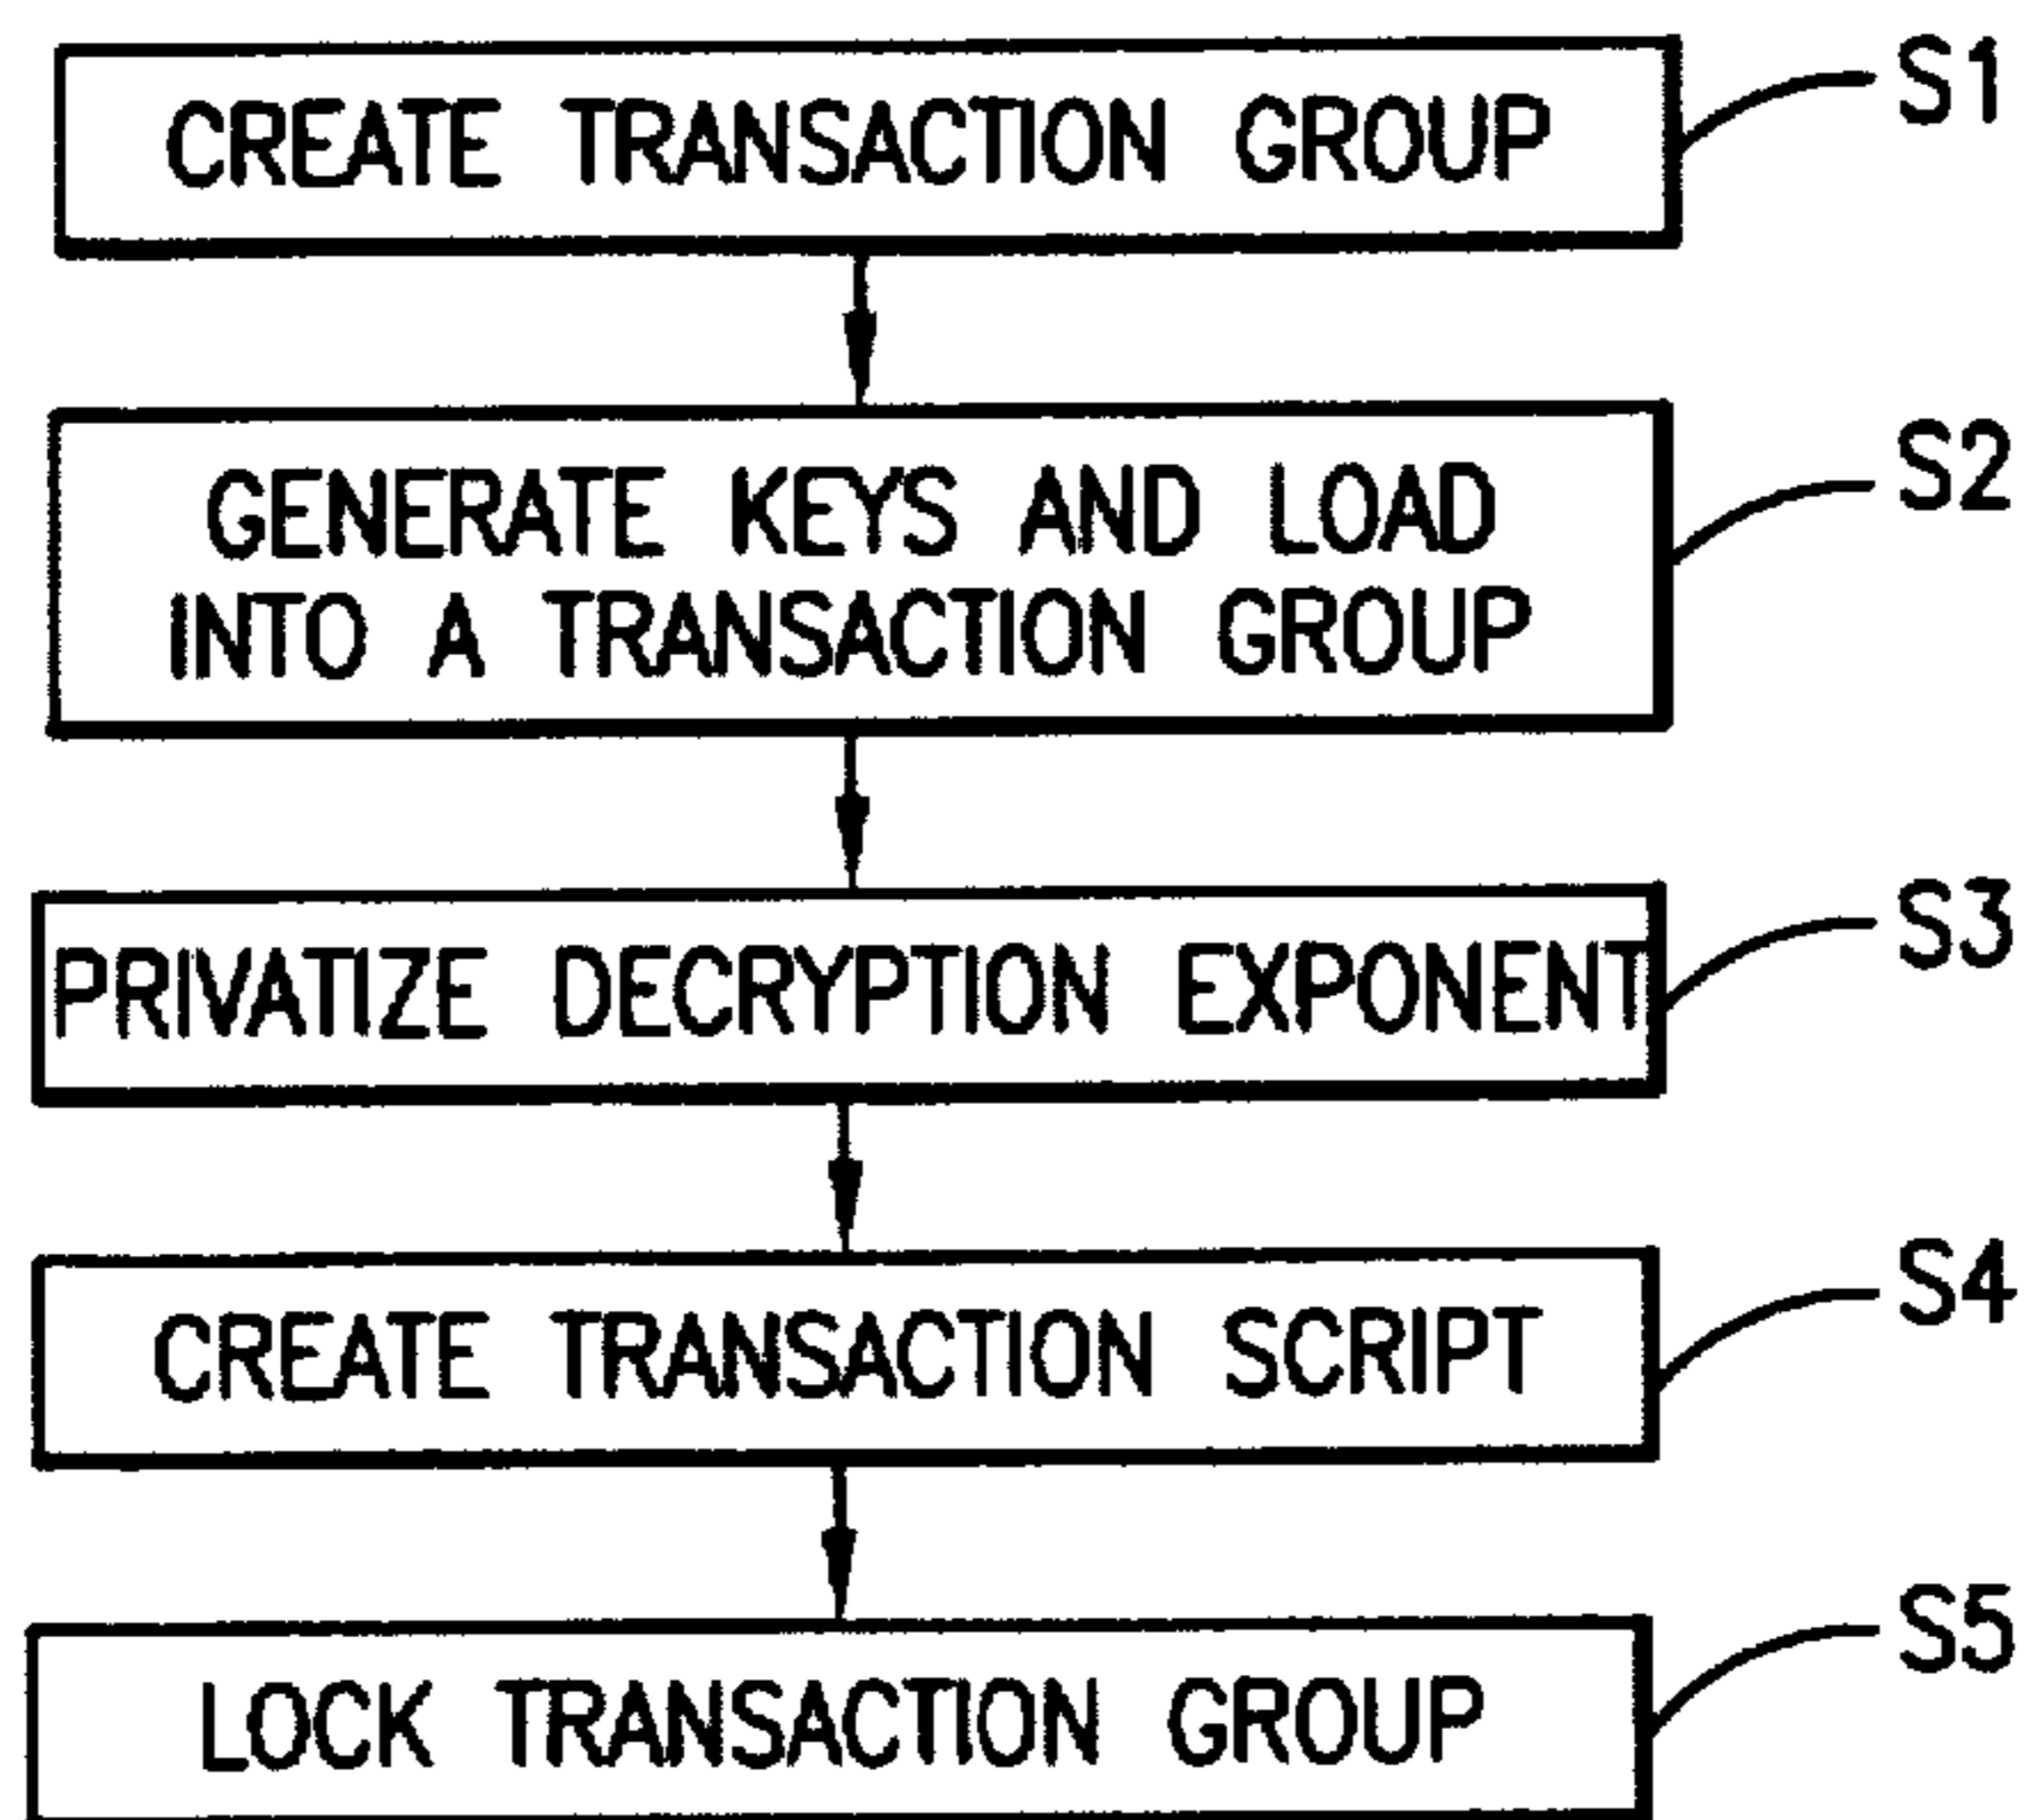 CREATE TRANSACTION GROUP
S1
GENERATE KEYS AND LOAD
INTO A TRANSACTION GROUP
S2
PRIVATIZE DECRYPTION EXPONENT
S3
CREATE TRANSACTION SCRIPT
S4
LOCK TRANSACTION GROUP
S5